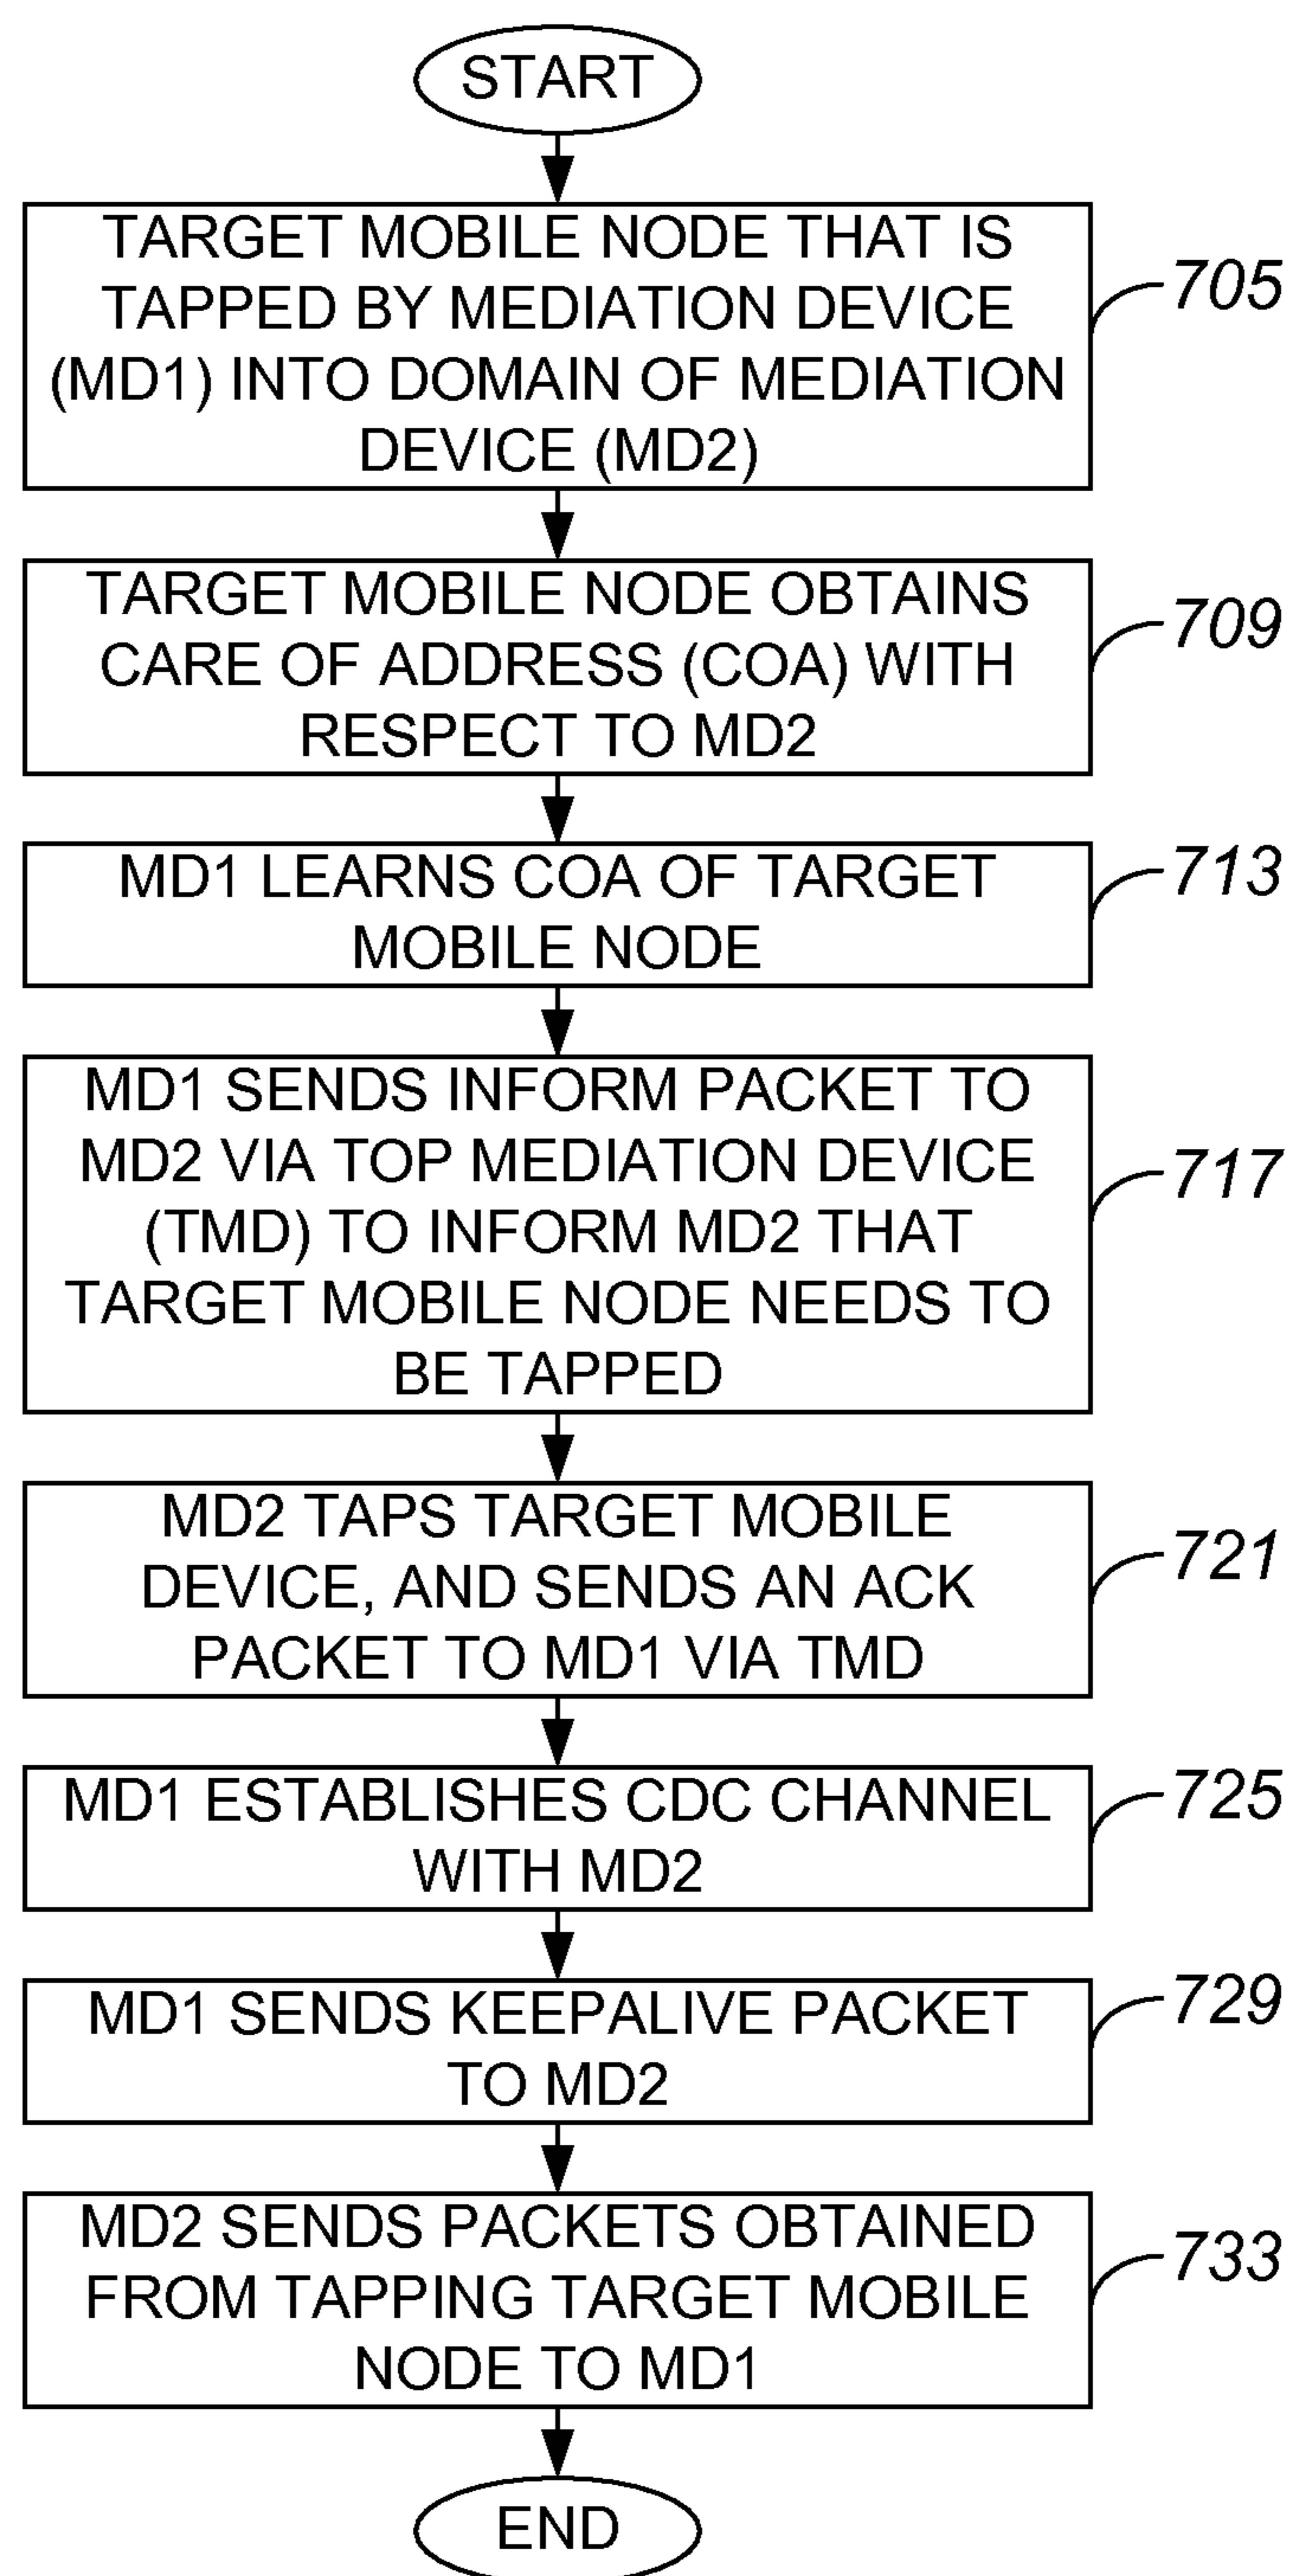 START
TARGET MOBILE NODE THAT IS
TAPPED BY MEDIATION DEVICE
(MD1) INTO DOMAIN OF MEDIATION
DEVICE (MD2)
705
TARGET MOBILE NODE OBTAINS
CARE OF ADDRESS (COA) WITH
RESPECT TO MD2
709
MD1 LEARNS COA OF TARGET
MOBILE NODE
713
MD1 SENDS INFORM PACKET TO
MD2 VIA TOP MEDIATION DEVICE
(TMD) TO INFORM MD2 THAT
TARGET MOBILE NODE NEEDS TO
BE TAPPED
717
MD2 TAPS TARGET MOBILE
DEVICE, AND SENDS AN ACK
PACKET TO MD1 VIA TMD
721
MD1 ESTABLISHES CDC CHANNEL
WITH MD2
725
MD1 SENDS KEEPALIVE PACKET
TO MD2
729
MD2 SENDS PACKETS OBTAINED
FROM TAPPING TARGET MOBILE
NODE TO MD1
733
END